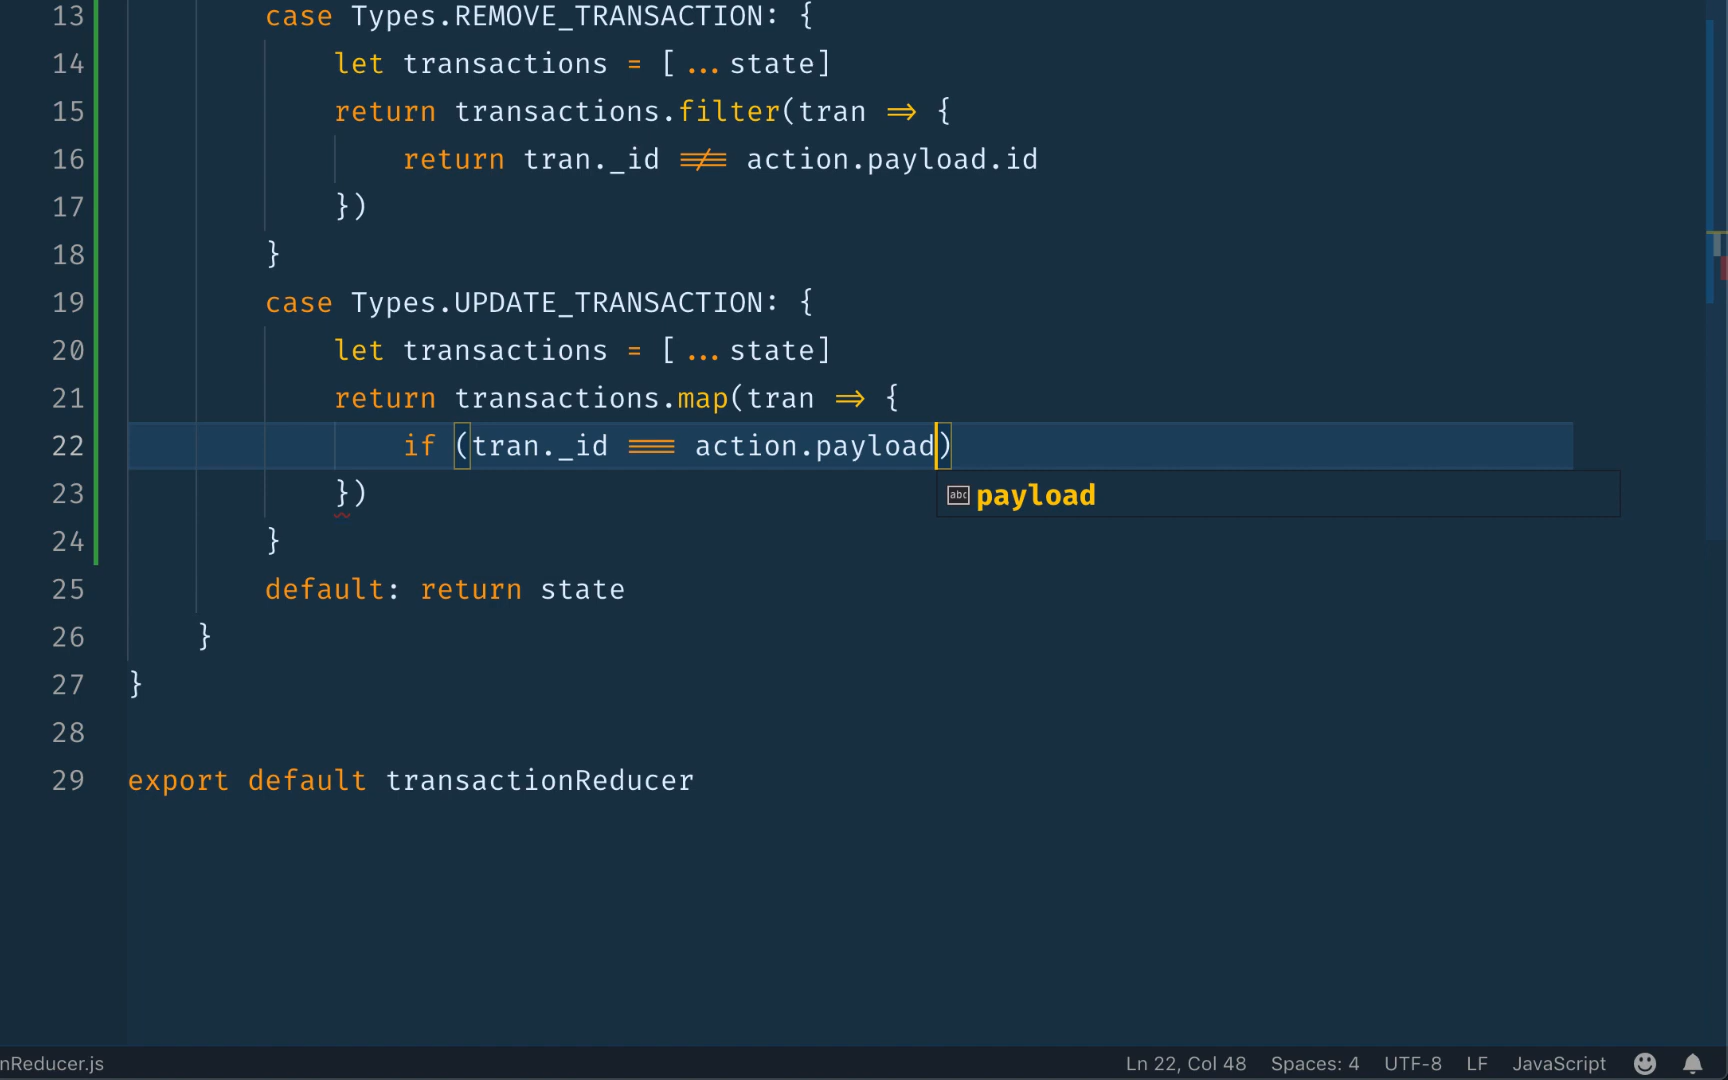 13 case Types.REMOVE_TRANSACTION: {
14 let transactions = [...state]
15 return transactions.filter(tran => {
16 return tran._id !== action.payload.id
17 })
18 }
19 case Types.UPDATE_TRANSACTION: {
20 let transactions = [...state]
21 return transactions.map(tran => {
22 if (tran._id === action.payload)
23 })
abc payload
24 }
25 default: return state
26 }
27 }
28
29 export default transactionReducer
nReducer.js Ln 22, Col 48 Spaces: 4 UTF-8 LF JavaScript